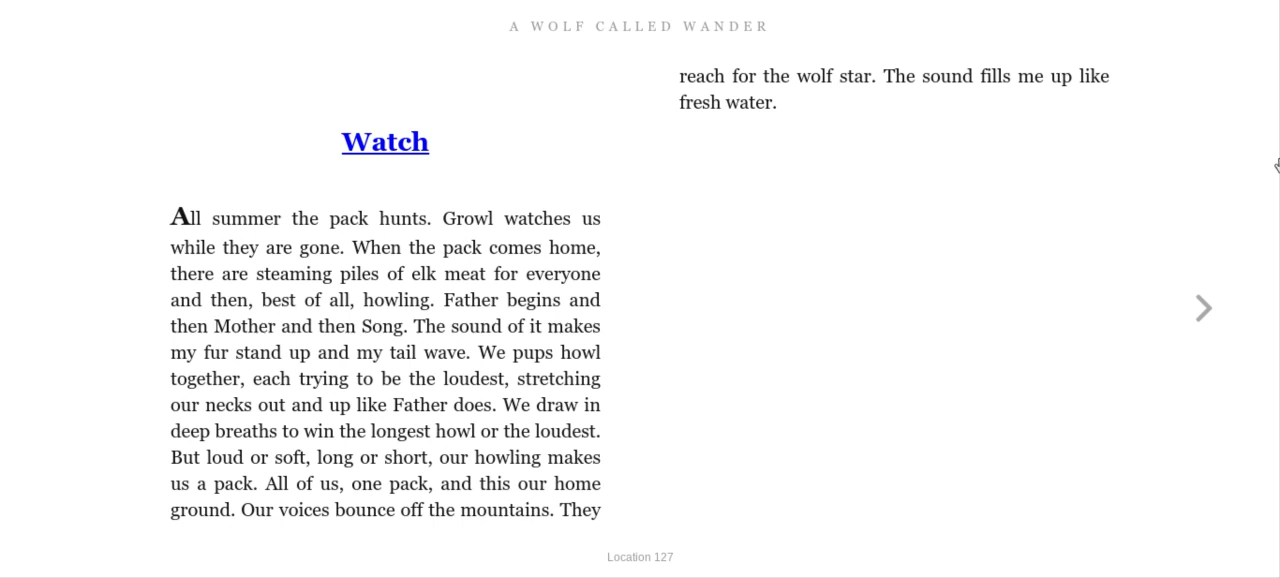 A WOLF CALLED WANDER
Watch
All summer the pack hunts. Growl watches us
while they are gone. When the pack comes home,
there are steaming piles of elk meat for everyone
and then, best of all, howling. Father begins and
then Mother and then Song. The sound of it makes
my fur stand up and my tail wave. We pups howl
together, each trying to be the loudest, stretching
our necks out and up like Father does. We draw in
deep breaths to win the longest howl or the loudest.
But loud or soft, long or short, our howling makes
us a pack. All of us, one pack, and this our home
ground. Our voices bounce off the mountains. They
reach for the wolf star. The sound fills me up like
fresh water.
Location 127